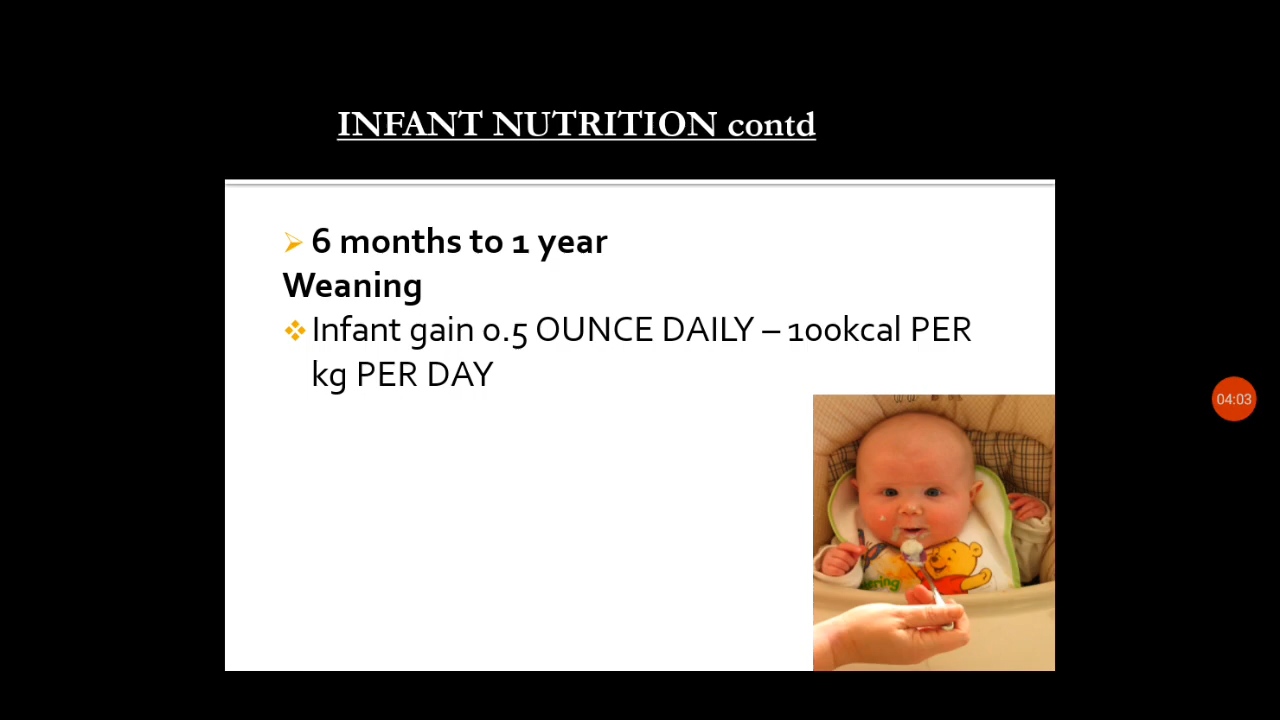 INFANT NUTRITION contd
6 months to 1 year
Weaning
Infant gain 0.5 OUNCE DAILY – 100kcal PER
kg PER DAY
04:03